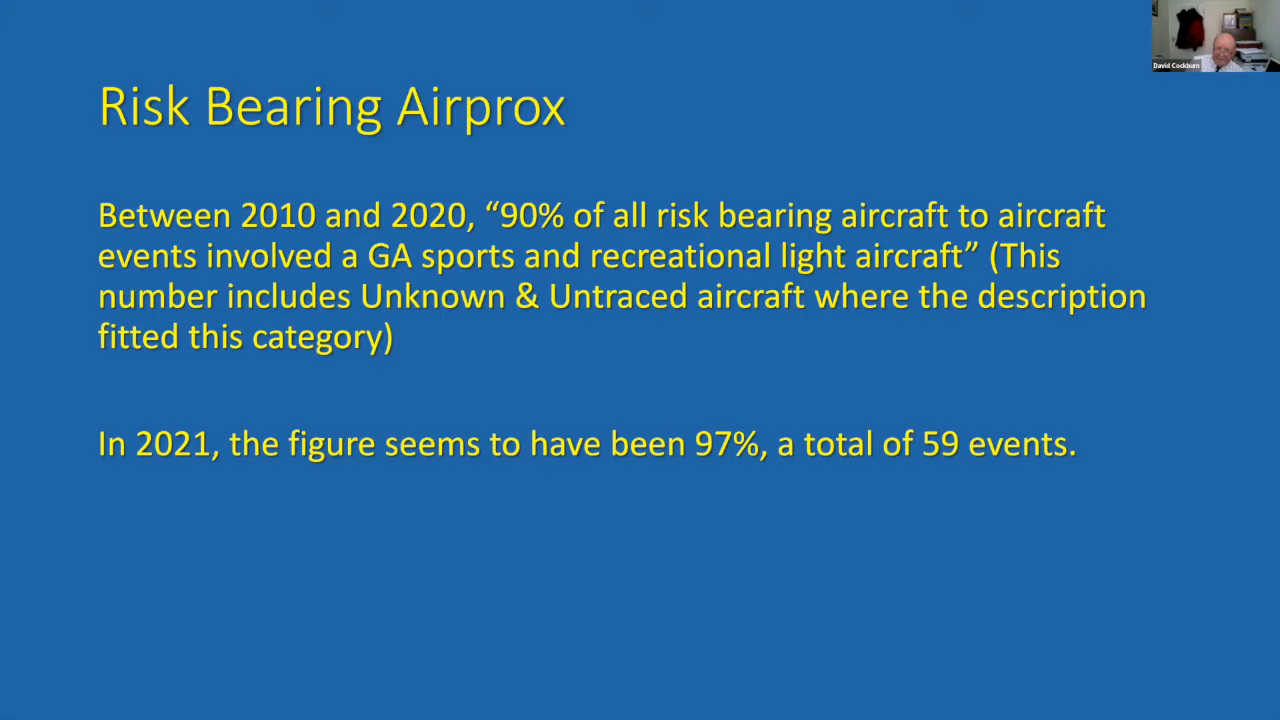 David Cockburn
Risk Bearing Airprox
Between 2010 and 2020, “90% of all risk bearing aircraft to aircraft
events involved a GA sports and recreational light aircraft” (This
number includes Unknown & Untraced aircraft where the description
fitted this category)
In 2021, the figure seems to have been 97%, a total of 59 events.